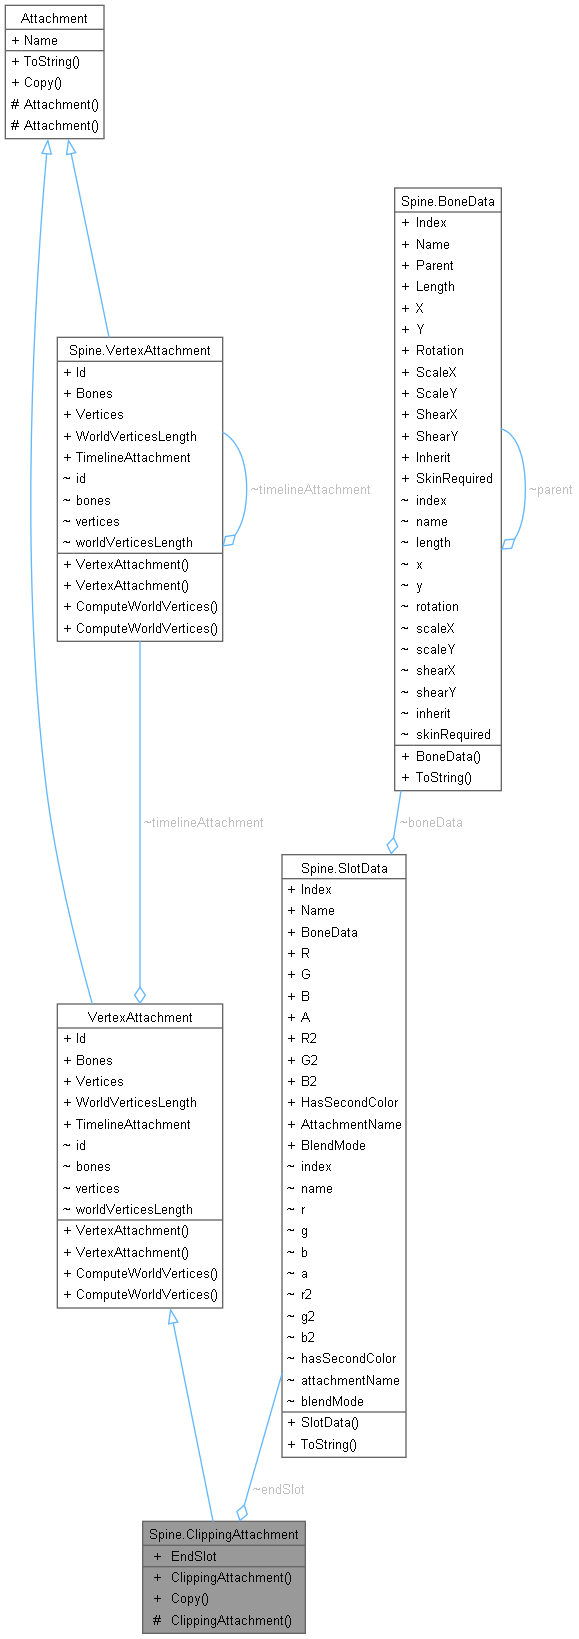 Attachment
+ Name
+ ToString()
+ Copy()
# Attachment()
# Attachment()
Spine.BoneData
+ Index
+ Name
+ Parent
+ Length
+ X
+ Y
+ Rotation
+ ScaleX
+ ScaleY
+ ShearX
+ ShearY
+ Inherit
+ SkinRequired
~ index
~ name
~ length
~ x
~ y
~ rotation
~ scaleX
~ scaleY
~ shearX
~ shearY
~ inherit
~ skinRequired
+ BoneData()
+ ToString()
~parent
Spine.VertexAttachment
+ Id
+ Bones
+ Vertices
+ WorldVerticesLength
+ TimelineAttachment
~ id
~ bones
~ vertices
~ worldVerticesLength
+ VertexAttachment()
+ VertexAttachment()
+ ComputeWorldVertices()
+ ComputeWorldVertices()
~timelineAttachment
~timelineAttachment
~boneData
Spine.SlotData
+ Index
+ Name
+ BoneData
+ R
+ G
+ B
+ A
+ R2
+ G2
+ B2
+ HasSecondColor
+ AttachmentName
+ BlendMode
~ index
~ name
~ r
~ g
~ b
~ a
~ r2
~ g2
~ b2
~ hasSecondColor
~ attachmentName
~ blendMode
+ SlotData()
+ ToString()
VertexAttachment
+ Id
+ Bones
+ Vertices
+ WorldVerticesLength
+ TimelineAttachment
~ id
~ bones
~ vertices
~ worldVerticesLength
+ VertexAttachment()
+ VertexAttachment()
+ ComputeWorldVertices()
+ ComputeWorldVertices()
~endSlot
Spine.ClippingAttachment
+ EndSlot
+ ClippingAttachment()
+ Copy()
# ClippingAttachment()